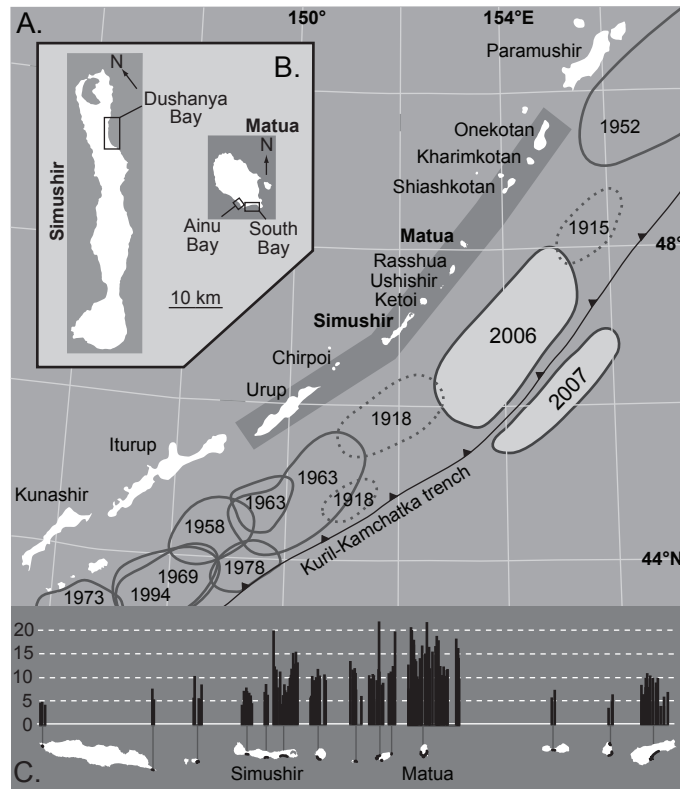 A.
150°
154°E
Paramushir
N
B.
Dushanya
Bay
Matua
N
1952
Onekotan
Kharimkotan
Shiashkotan
Simushir
Ainu
Bay
South
Bay
Matua
1915
48°
Rasshua
Ushishir
Ketoi
10 km
Simushir
2006
Chirpoi
2007
Urup
1918
Iturup
1963
Kunashir
1963
1918
1958
Kuril-Kamchatka trench
1969
1978
44°N
1973
1994
20
15
10
5
0
C.
Simushir
Matua